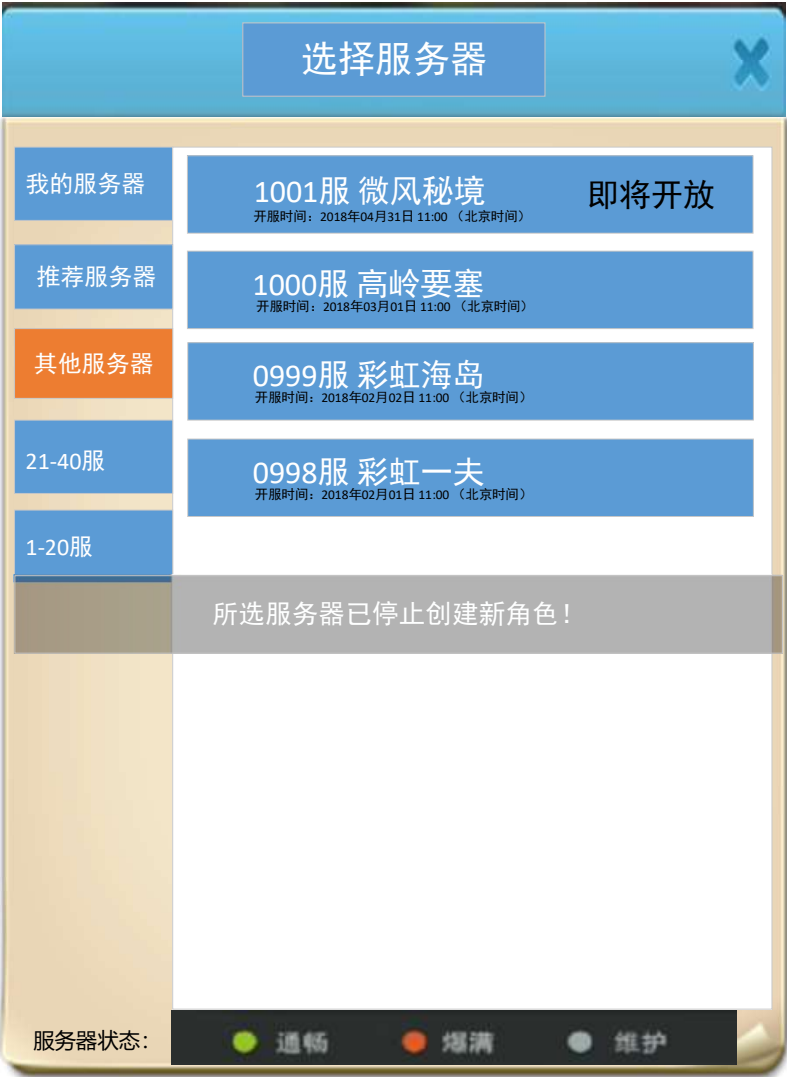 选择服务器
我的服务器
推荐服务器
其他服务器
21-40服
1-20服
1001服 微风秘境
开服时间：2018年04月31日 11:00 （北京时间）
即将开放
1000服 高岭要塞
开服时间：2018年03月01日 11:00 （北京时间）
0999服 彩虹海岛
开服时间：2018年02月02日 11:00 （北京时间）
0998服 彩虹一夫
开服时间：2018年02月01日 11:00 （北京时间）
所选服务器已停止创建新角色！
服务器状态： 通畅 爆满 维护